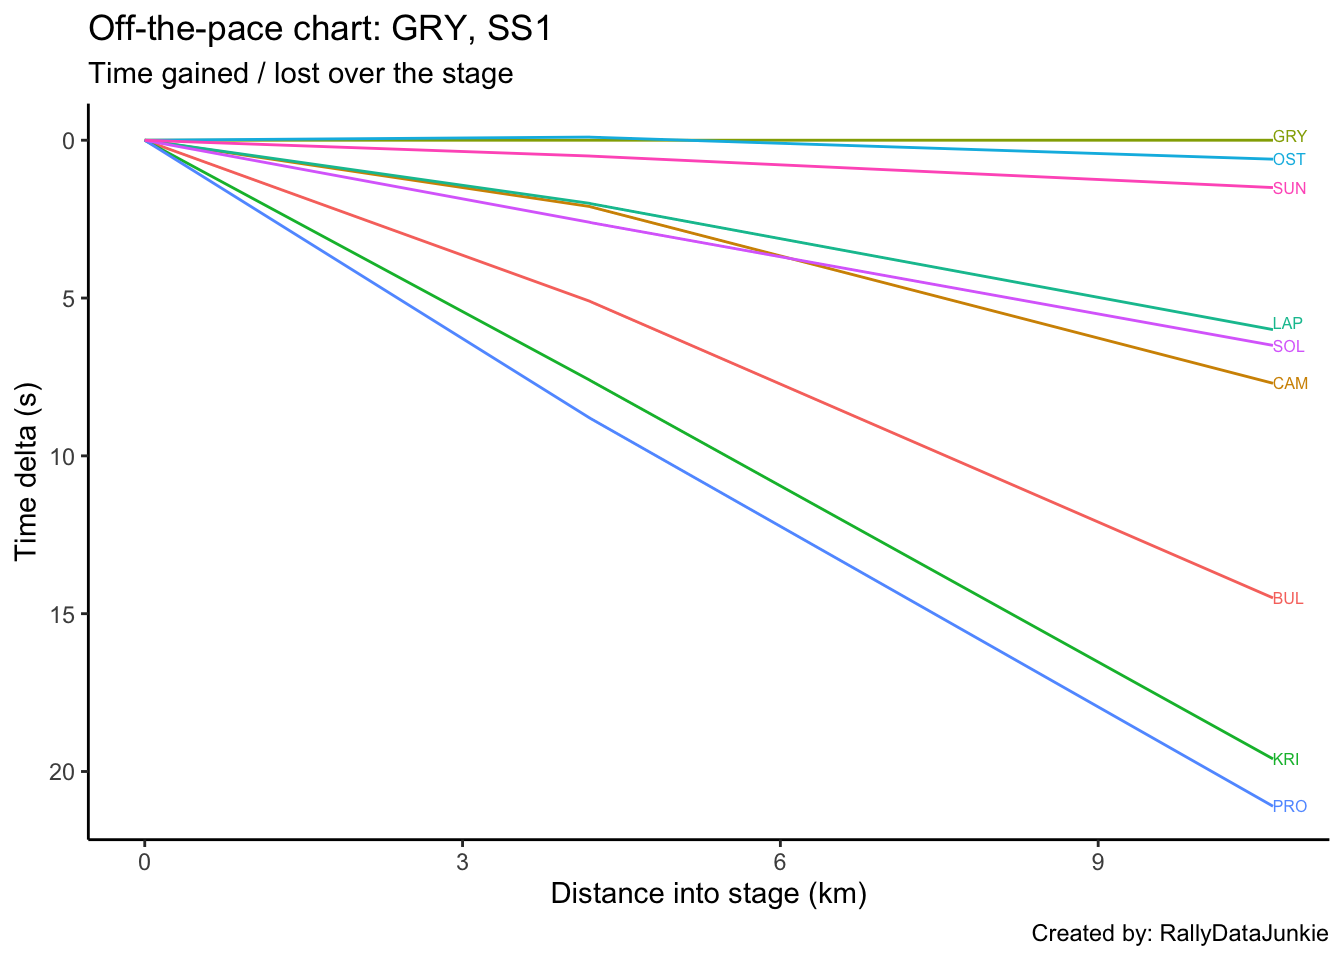 Off-the-pace chart: GRY, SS1
Time gained / lost over the stage
Time delta (s)
0
5
10
15
20
GRY
OST
SUN
LAP
SOL
CAM
BUL
KRI
PRO
0 3 6 9
Distance into stage (km)
Created by: RallyDataJunkie